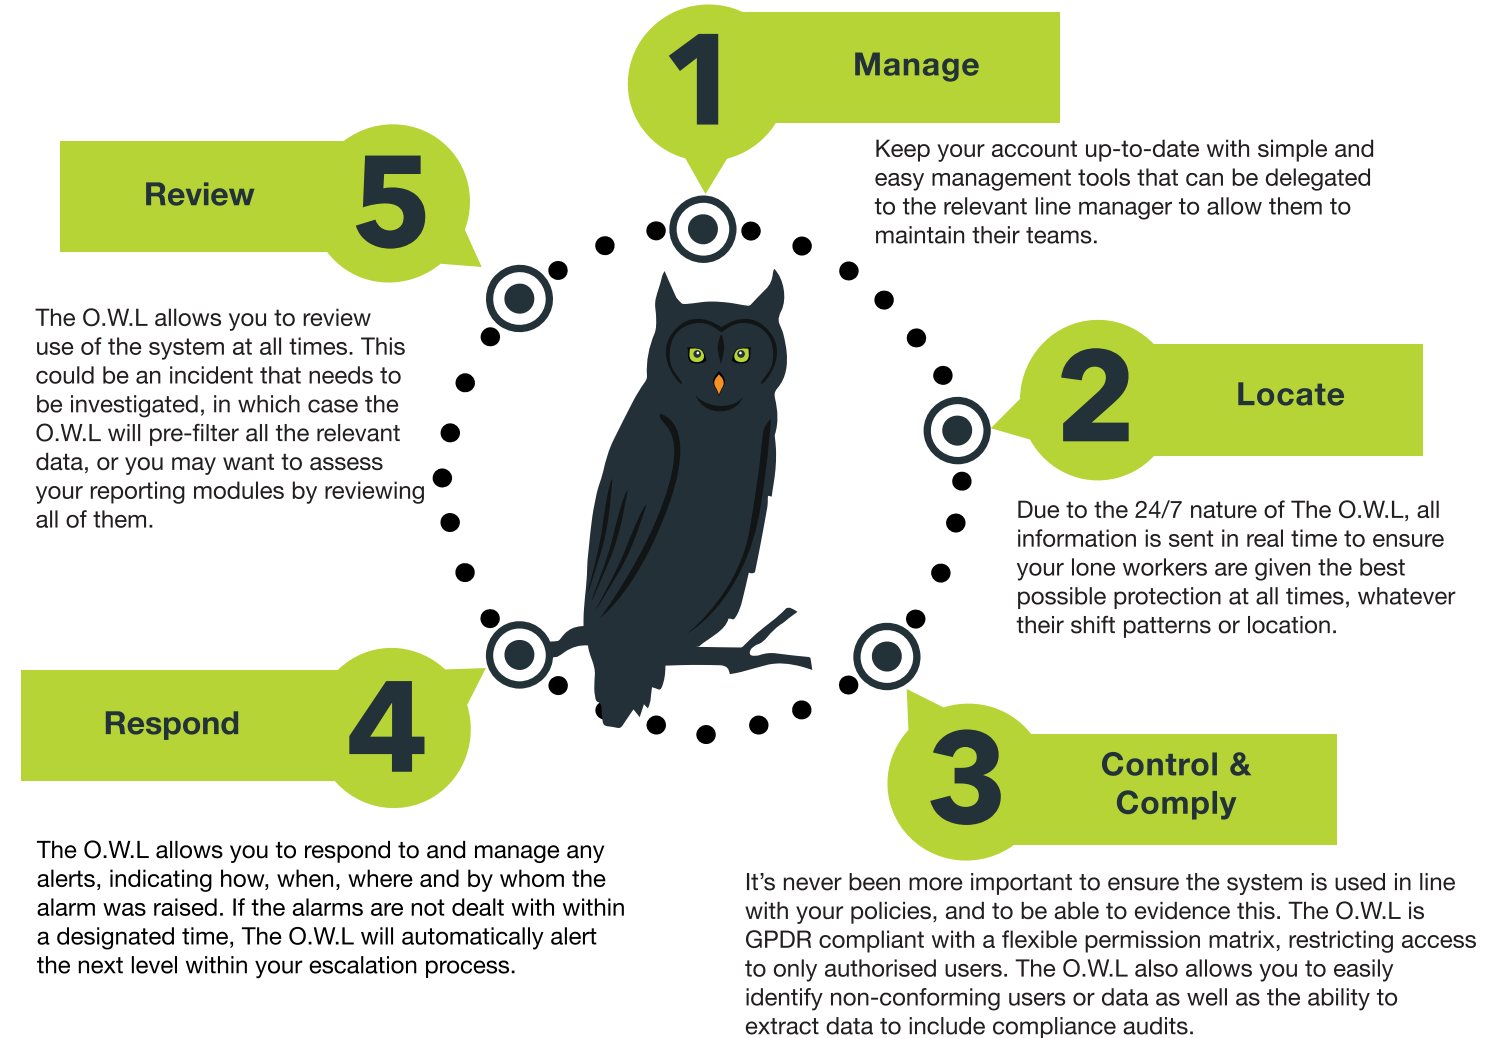 1
Manage
Keep your account up-to-date with simple and
easy management tools that can be delegated
to the relevant line manager to allow them to
maintain their teams.
2
Locate
Due to the 24/7 nature of The O.W.L, all
information is sent in real time to ensure
your lone workers are given the best
possible protection at all times, whatever
their shift patterns or location.
3
Control &
Comply
It’s never been more important to ensure the system is used in line
with your policies, and to be able to evidence this. The O.W.L is
GPDR compliant with a flexible permission matrix, restricting access
to only authorised users. The O.W.L also allows you to easily
identify non-conforming users or data as well as the ability to
extract data to include compliance audits.
4
Respond
The O.W.L allows you to respond to and manage any
alerts, indicating how, when, where and by whom the
alarm was raised. If the alarms are not dealt with within
a designated time, The O.W.L will automatically alert
the next level within your escalation process.
5
Review
The O.W.L allows you to review
use of the system at all times. This
could be an incident that needs to
be investigated, in which case the
O.W.L will pre-filter all the relevant
data, or you may want to assess
your reporting modules by reviewing
all of them.